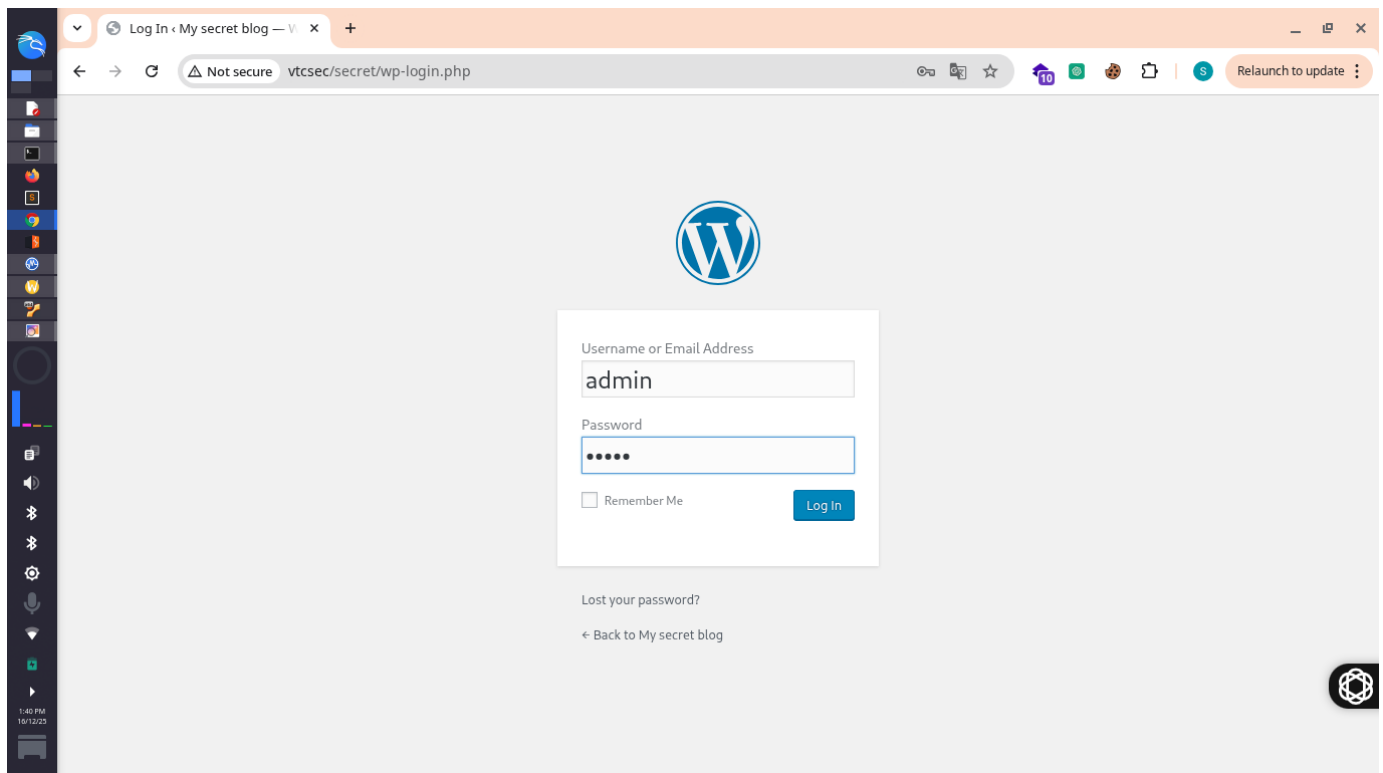 Log In ‹ My secret blog — W
Not secure
vtcsec/secret/wp-login.php
10
S
Relaunch to update
Username or Email Address
admin
Password
•••••
Remember Me
Log In
Lost your password?
← Back to My secret blog
1:40 PM
16/12/25